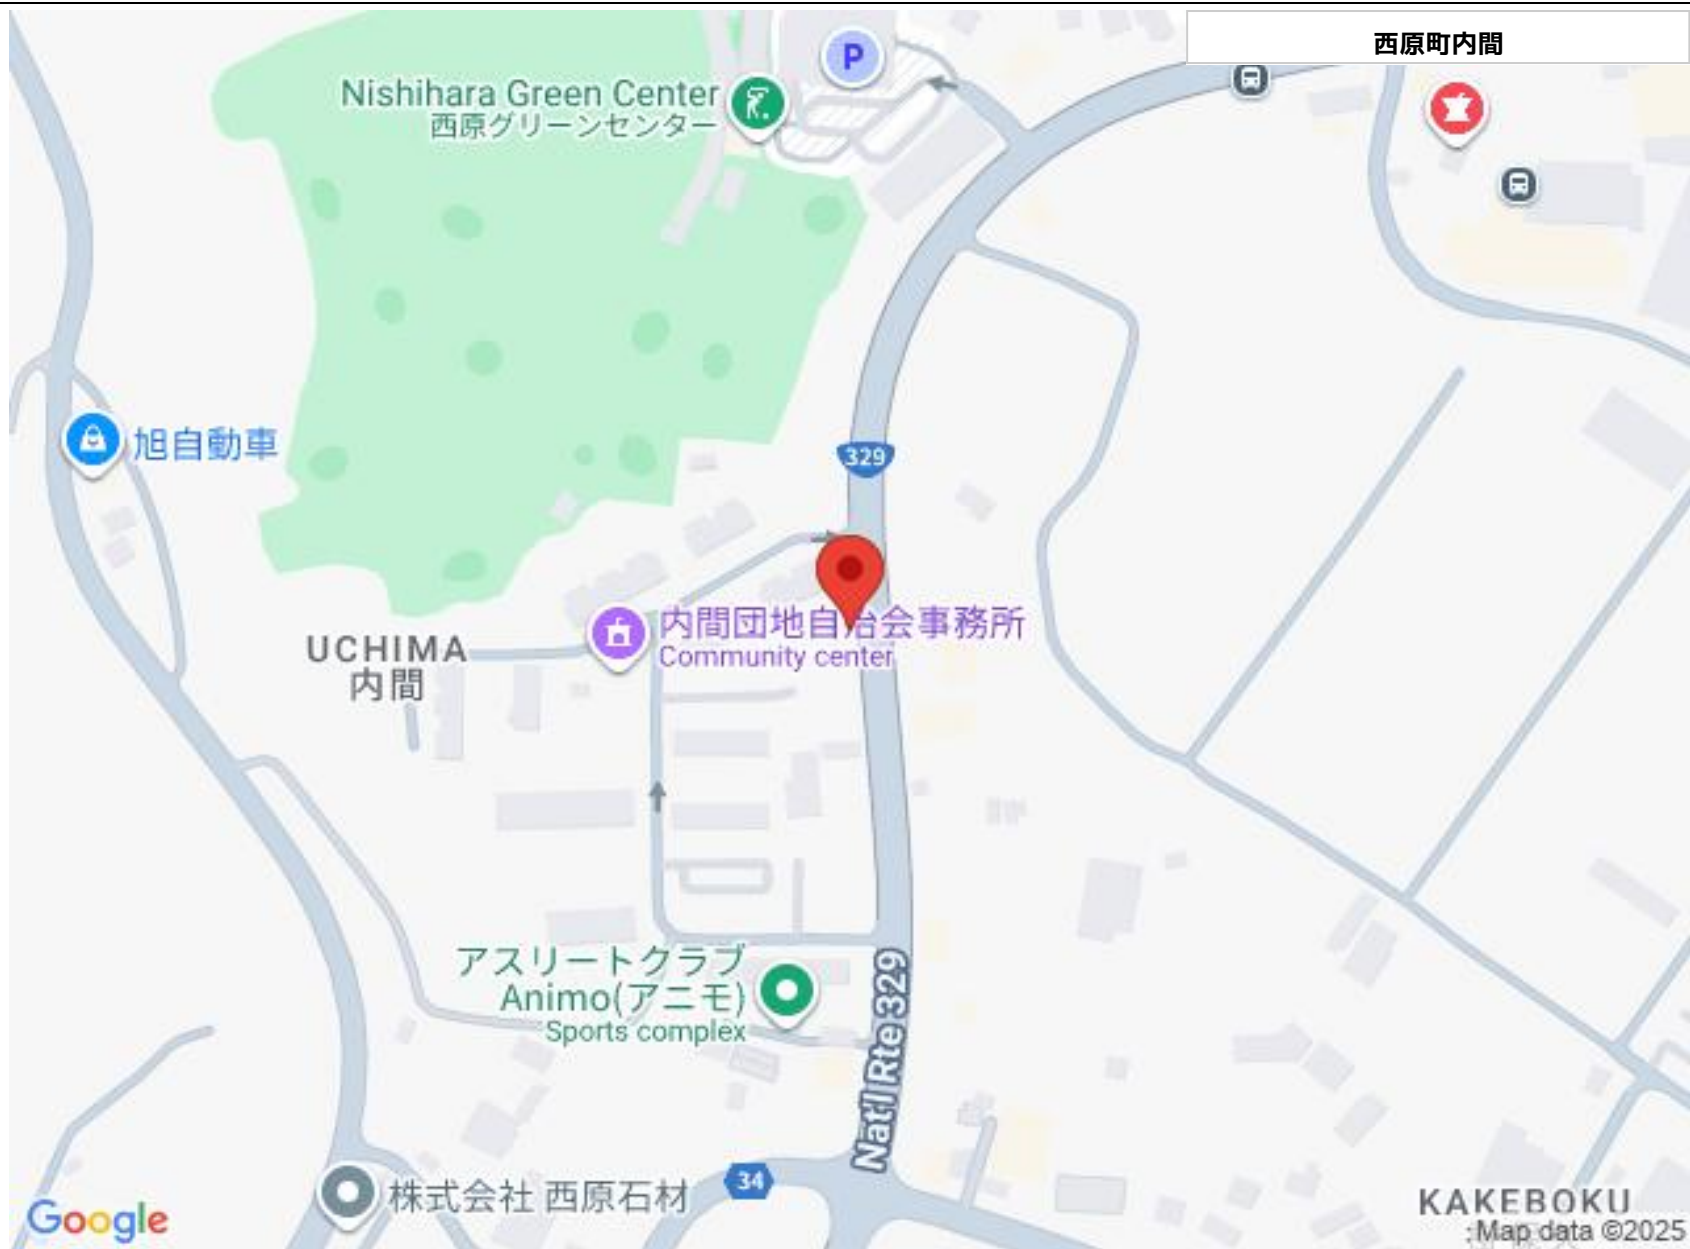 西原町内間
P
Nishihara Green Center
西原グリーンセンター
旭自動車
329
内間団地自治会事務所
Community center
UCHIMA
内間
アスリートクラブ
Animo(アニモ)
Sports complex
Nat'l Rte 329
34
株式会社 西原石材
KAKEBOKU
Google
Map data ©2025